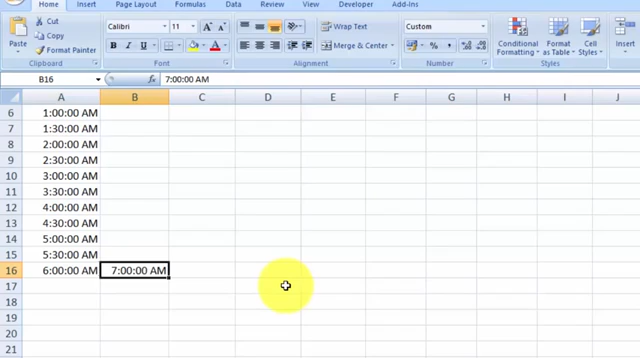 Home Insert Page Layout Formulas Data Review View Developer Add-Ins
Cut
Copy
Format Painter
Paste
Clipboard
Calibri 11 A A
B I U A
Font
Wrap Text
Merge & Center
Alignment
Custom
$ % , .0 .00 .00 .0
Number
Conditional Formatting
Format as Table
Cell Styles
Styles
B16 fx 7:00:00 AM
A B C D E F G H I J
6 1:00:00 AM
7 1:30:00 AM
8 2:00:00 AM
9 2:30:00 AM
10 3:00:00 AM
11 3:30:00 AM
12 4:00:00 AM
13 4:30:00 AM
14 5:00:00 AM
15 5:30:00 AM
16 6:00:00 AM 7:00:00 AM
17
18
19
20
21